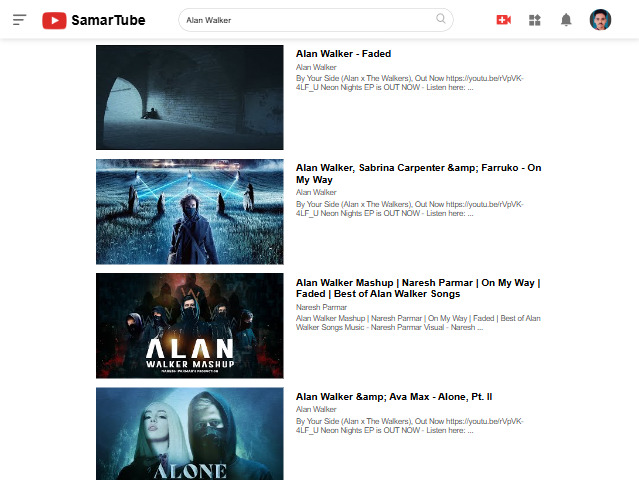 SamarTube
Alan Walker
Alan Walker - Faded
Alan Walker
By Your Side (Alan x The Walkers), Out Now https://youtu.be/rVpVK-
4LF_U Neon Nights EP is OUT NOW - Listen here: ...
Alan Walker, Sabrina Carpenter &amp; Farruko - On
My Way
Alan Walker
By Your Side (Alan x The Walkers), Out Now https://youtu.be/rVpVK-
4LF_U Neon Nights EP is OUT NOW - Listen here: ...
ALAN
WALKER MASHUP
Alan Walker Mashup | Naresh Parmar | On My Way |
Faded | Best of Alan Walker Songs
Naresh Parmar
Alan Walker Mashup | Naresh Parmar | On My Way | Faded | Best of Alan
Walker Songs Music - Naresh Parmar Visual - Naresh ...
ALONE
Alan Walker &amp; Ava Max - Alone, Pt. II
Alan Walker
By Your Side (Alan x The Walkers), Out Now https://youtu.be/rVpVK-
4LF_U Neon Nights EP is OUT NOW - Listen here: ...